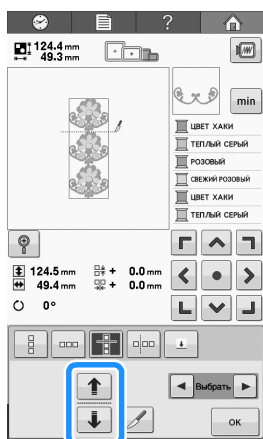 ?
124.4 mm
49.3 mm
min
ЦВЕТ ХАКИ
ТЕПЛЫЙ СЕРЫЙ
РОЗОВЫЙ
СВЕЖИЙ РОЗОВЫЙ
ЦВЕТ ХАКИ
ТЕПЛЫЙ СЕРЫЙ
124.5 mm + 0.0 mm
49.4 mm + 0.0 mm
0°
Выбрать
OK